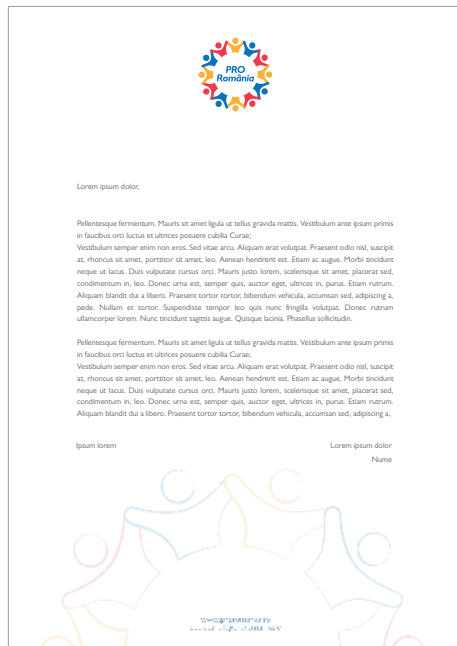 PRO
România
Lorem ipsum dolor,
Pellentesque fermentum. Mauris sit amet ligula ut tellus gravida mattis. Vestibulum ante ipsum primis
in faucibus orci luctus et ultrices posuere cubilia Curae;
Vestibulum semper enim non eros. Sed vitae arcu. Aliquam erat volutpat. Praesent odio nisl, suscipit
at, rhoncus sit amet, porttitor sit amet, leo. Aenean hendrerit est. Etiam ac augue. Morbi tincidunt
neque ut lacus. Duis vulputate cursus orci. Mauris justo lorem, scelerisque sit amet, placerat sed,
condimentum in, leo. Donec urna est, semper quis, auctor eget, ultrices in, purus. Etiam rutrum.
Aliquam blandit dui a libero. Praesent tortor tortor, bibendum vehicula, accumsan sed, adipiscing a,
pede. Nullam et tortor. Suspendisse tempor leo quis nunc fringilla volutpat. Donec rutrum
ullamcorper lorem. Nunc tincidunt sagittis augue. Quisque lacinia. Phasellus sollicitudin.
Pellentesque fermentum. Mauris sit amet ligula ut tellus gravida mattis. Vestibulum ante ipsum primis
in faucibus orci luctus et ultrices posuere cubilia Curae;
Vestibulum semper enim non eros. Sed vitae arcu. Aliquam erat volutpat. Praesent odio nisl, suscipit
at, rhoncus sit amet, porttitor sit amet, leo. Aenean hendrerit est. Etiam ac augue. Morbi tincidunt
neque ut lacus. Duis vulputate cursus orci. Mauris justo lorem, scelerisque sit amet, placerat sed,
condimentum in, leo. Donec urna est, semper quis, auctor eget, ultrices in, purus. Etiam rutrum.
Aliquam blandit dui a libero. Praesent tortor tortor, bibendum vehicula, accumsan sed, adipiscing a,
Ipsum lorem
Lorem ipsum dolor
Nume